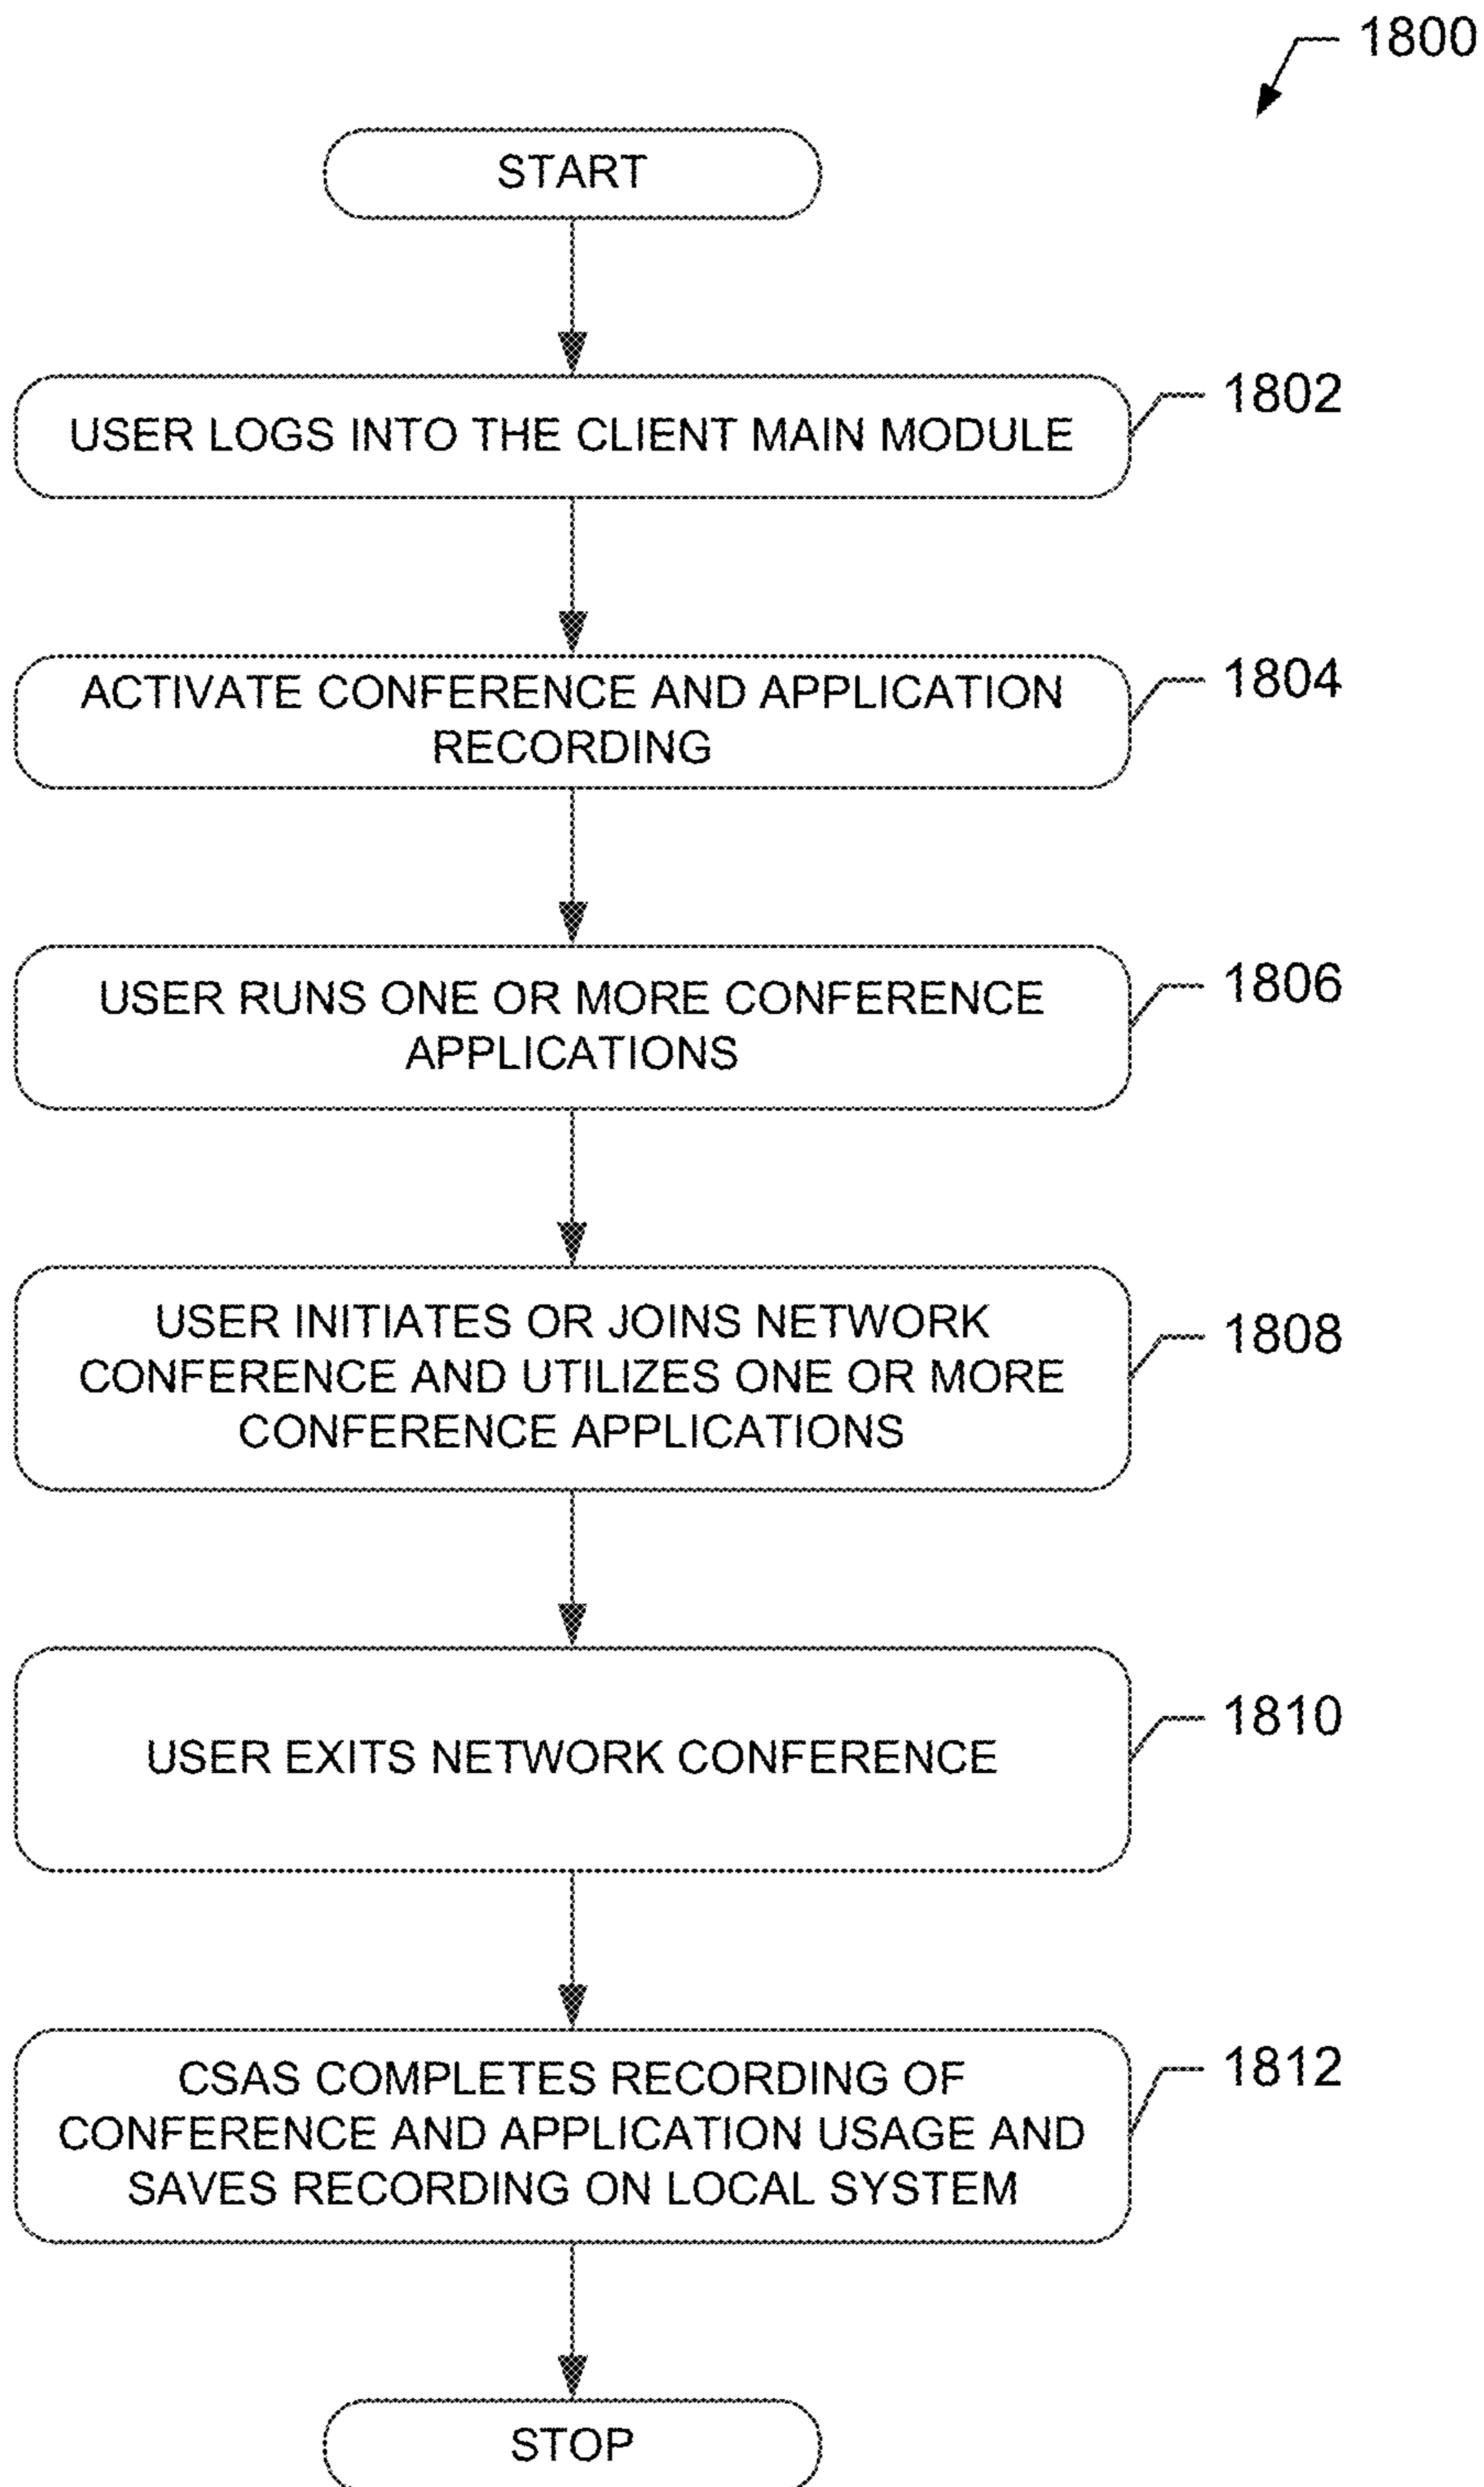 1800
START
USER LOGS INTO THE CLIENT MAIN MODULE
1802
ACTIVATE CONFERENCE AND APPLICATION
RECORDING
1804
USER RUNS ONE OR MORE CONFERENCE
APPLICATIONS
1806
USER INITIATES OR JOINS NETWORK
CONFERENCE AND UTILIZES ONE OR MORE
CONFERENCE APPLICATIONS
1808
USER EXITS NETWORK CONFERENCE
1810
CSAS COMPLETES RECORDING OF
CONFERENCE AND APPLICATION USAGE AND
SAVES RECORDING ON LOCAL SYSTEM
1812
STOP